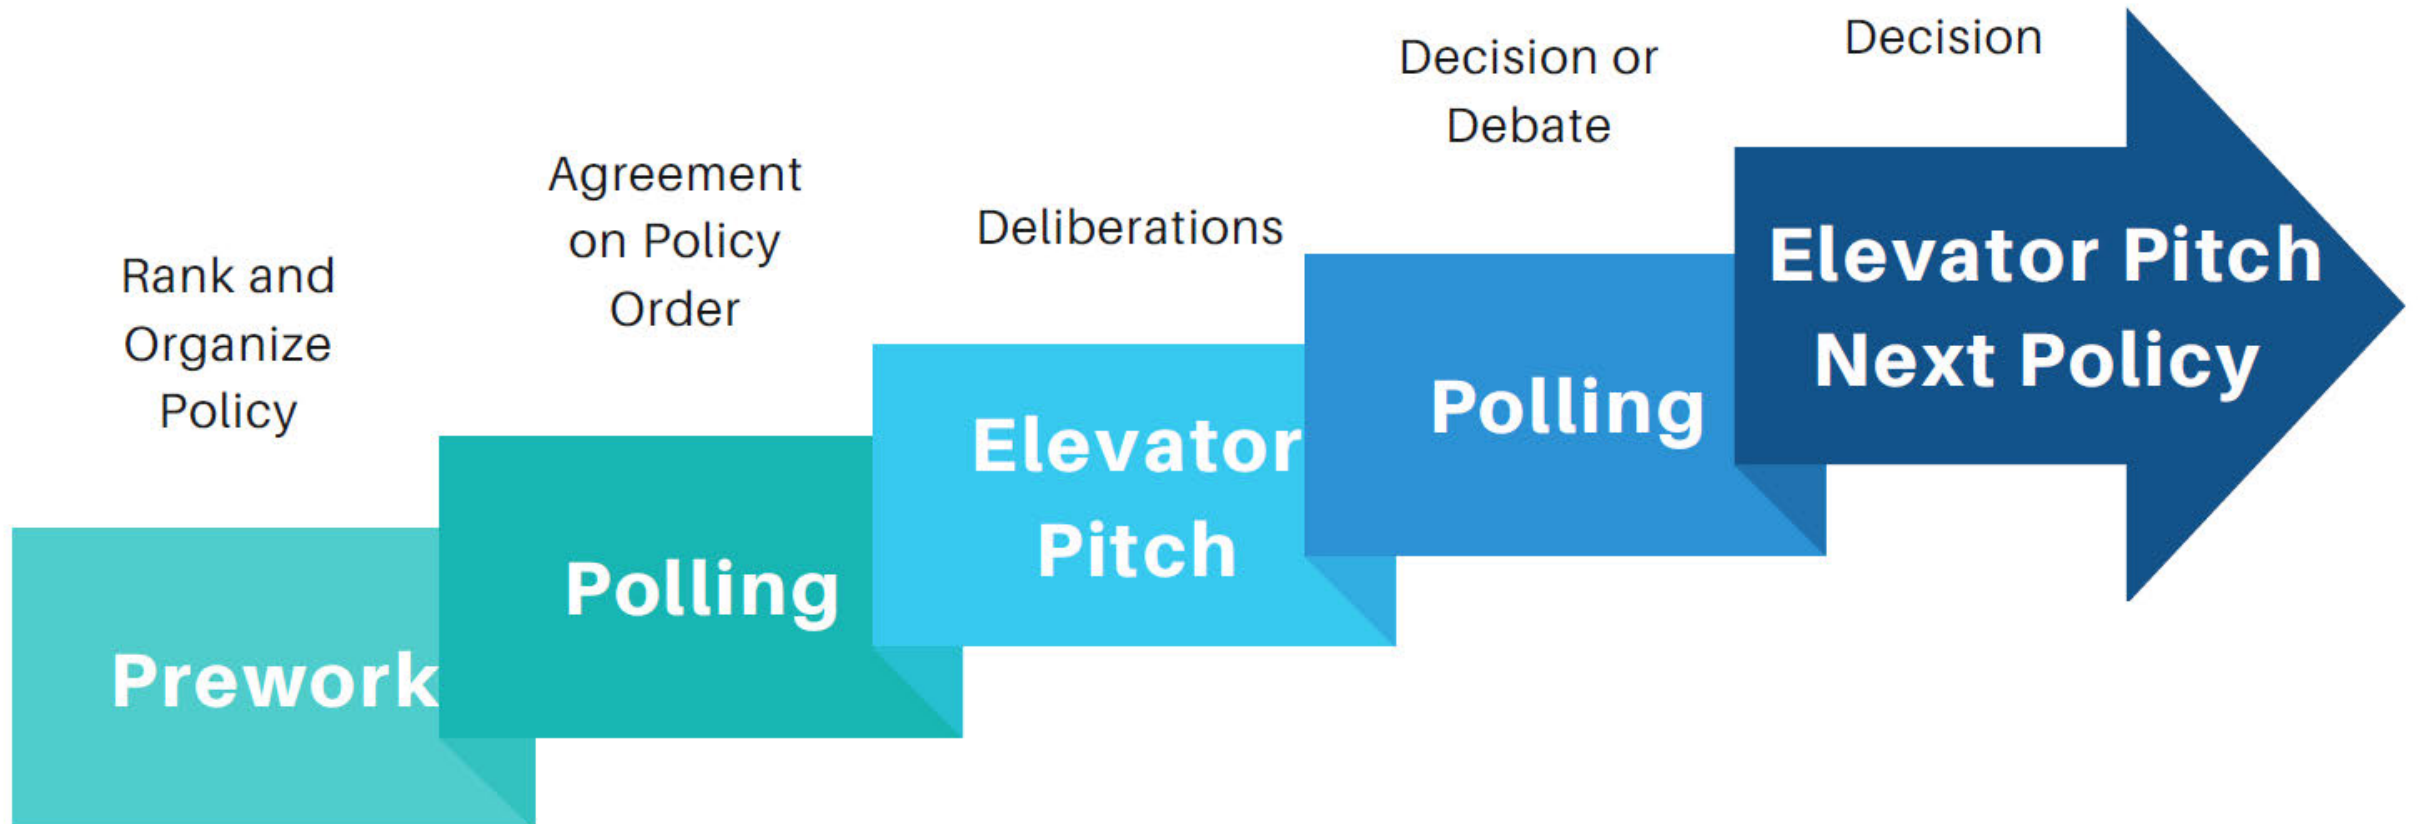 Rank and
Organize
Policy
Prework
Agreement
on Policy
Order
Polling
Deliberations
Elevator
Pitch
Decision or
Debate
Polling
Decision
Elevator Pitch
Next Policy